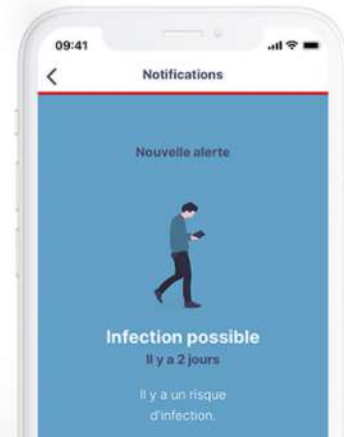 09:41
Notifications
Nouvelle alerte
Infection possible
Il y a 2 jours
Il y a un risque
d'infection.